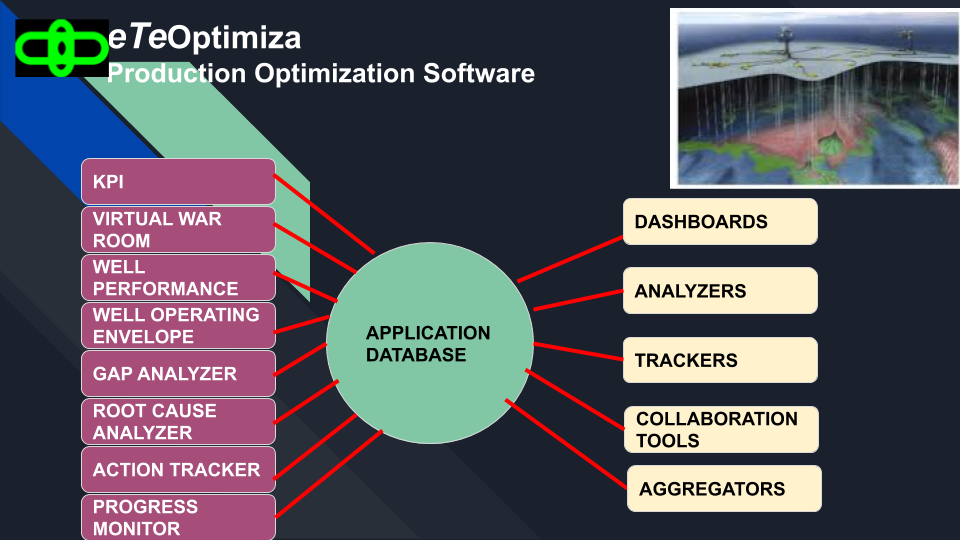 eTeOptimiza
Production Optimization Software
KPI
VIRTUAL WAR
ROOM
WELL
PERFORMANCE
WELL OPERATING
ENVELOPE
GAP ANALYZER
ROOT CAUSE
ANALYZER
ACTION TRACKER
PROGRESS
MONITOR
APPLICATION
DATABASE
DASHBOARDS
ANALYZERS
TRACKERS
COLLABORATION
TOOLS
AGGREGATORS